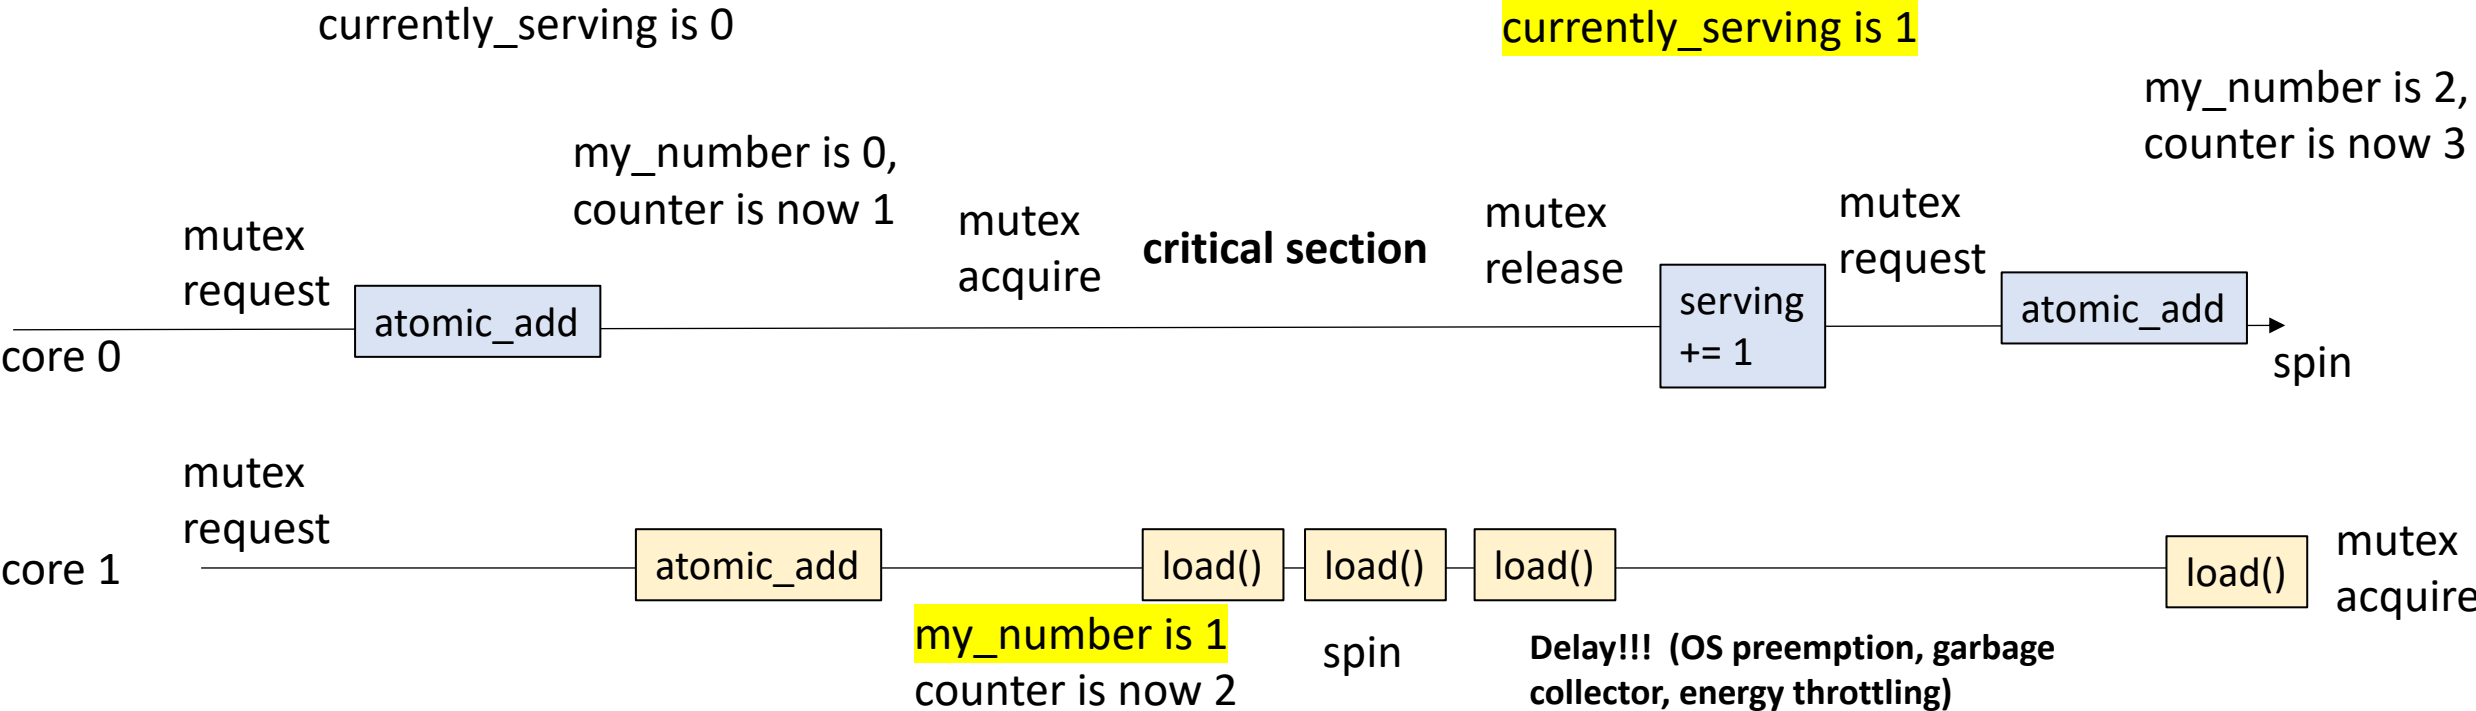 currently_serving is 0
currently_serving is 1
my_number is 2,
counter is now 3
my_number is 0,
counter is now 1
mutex
request
mutex
acquire
critical section
mutex
release
mutex
request
atomic_add
serving
+= 1
atomic_add
core 0
spin
mutex
request
core 1
atomic_add
load()
load()
load()
load()
mutex
acquire
my_number is 1
counter is now 2
spin
Delay!!! (OS preemption, garbage
collector, energy throttling)